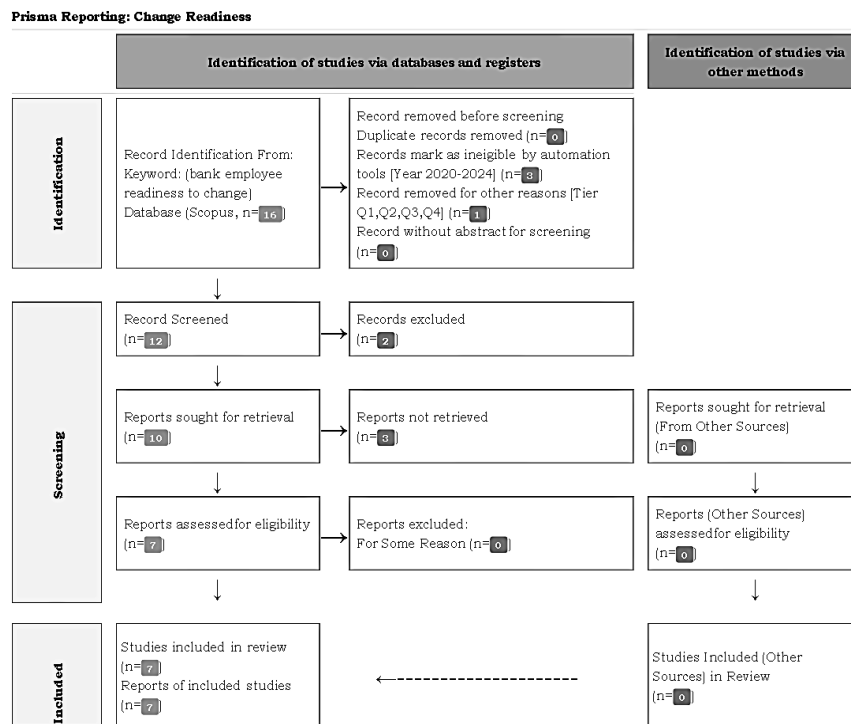 Prisma Reporting: Change Readiness
Identification of studies via databases and registers
Identification of studies via
other methods
Identification
Record Identification From:
Keyword: (bank employee
readiness to change)
Database (Scopus, n= 16 )
Record removed before screening
Duplicate records removed (n= 0 )
Records mark as ineigible by automation
tools [Year 2020-2024] (n= 3 )
Record removed for other reasons [Tier
Q1,Q2,Q3,Q4] (n= 1 )
Record without abstract for screening
(n= 0 )
Screening
Record Screened
(n= 12 )
Records excluded
(n= 2 )
Reports sought for retrieval
(n= 10 )
Reports not retrieved
(n= 3 )
Reports sought for retrieval
(From Other Sources)
(n= 0 )
Reports assessed for eligibility
(n= 7 )
Reports excluded:
For Some Reason (n= 0 )
Reports (Other Sources)
assessed for eligibility
(n= 0 )
Included
Studies included in review
(n= 7 )
Reports of included studies
(n= 7 )
Studies Included (Other
Sources) in Review
(n= 0 )